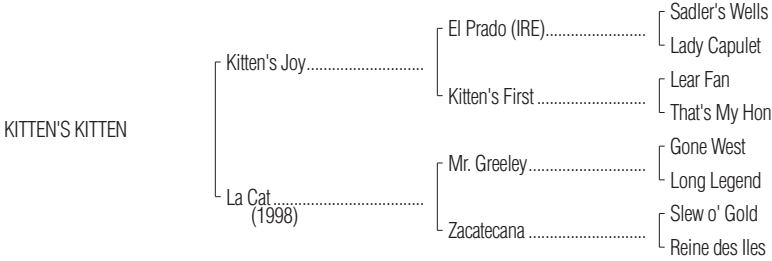 Sadler's Wells
El Prado (IRE)........................
Lady Capulet
Kitten's Joy............................
Lear Fan
Kitten's First..........................
That's My Hon
KITTEN'S KITTEN
Gone West
Mr. Greeley............................
Long Legend
La Cat....................................
(1998)
Slew o' Gold
Zacatecana............................
Reine des Iles